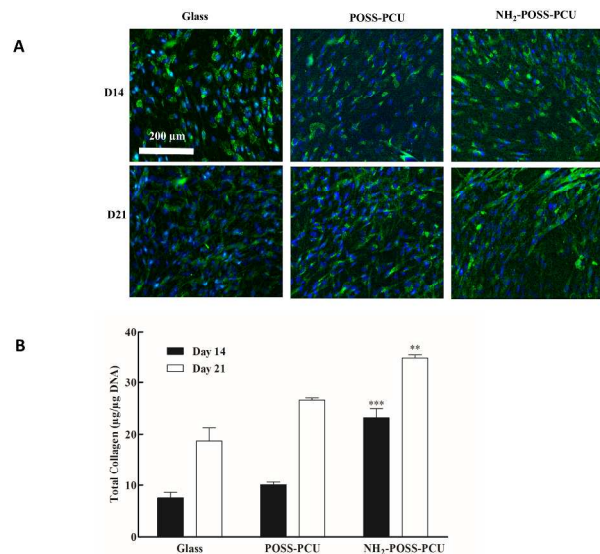 Glass POSS-PCU NH₂-POSS-PCU
A
D14
200 µm
D21
B
Total Collagen (µg/µg DNA)
Day 14
Day 21
40
30
20
10
0
***
**
Glass POSS-PCU NH₂-POSS-PCU